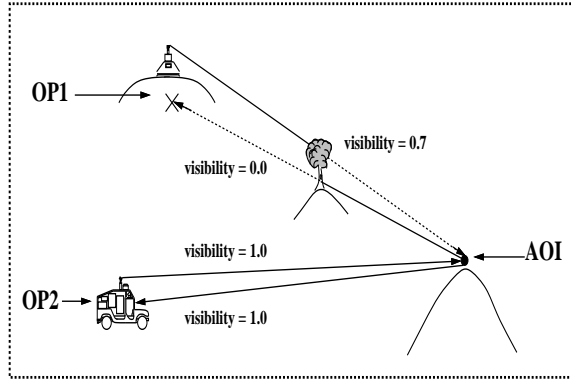 OP1
visibility = 0.7
visibility = 0.0
visibility = 1.0
AOI
OP2
visibility = 1.0